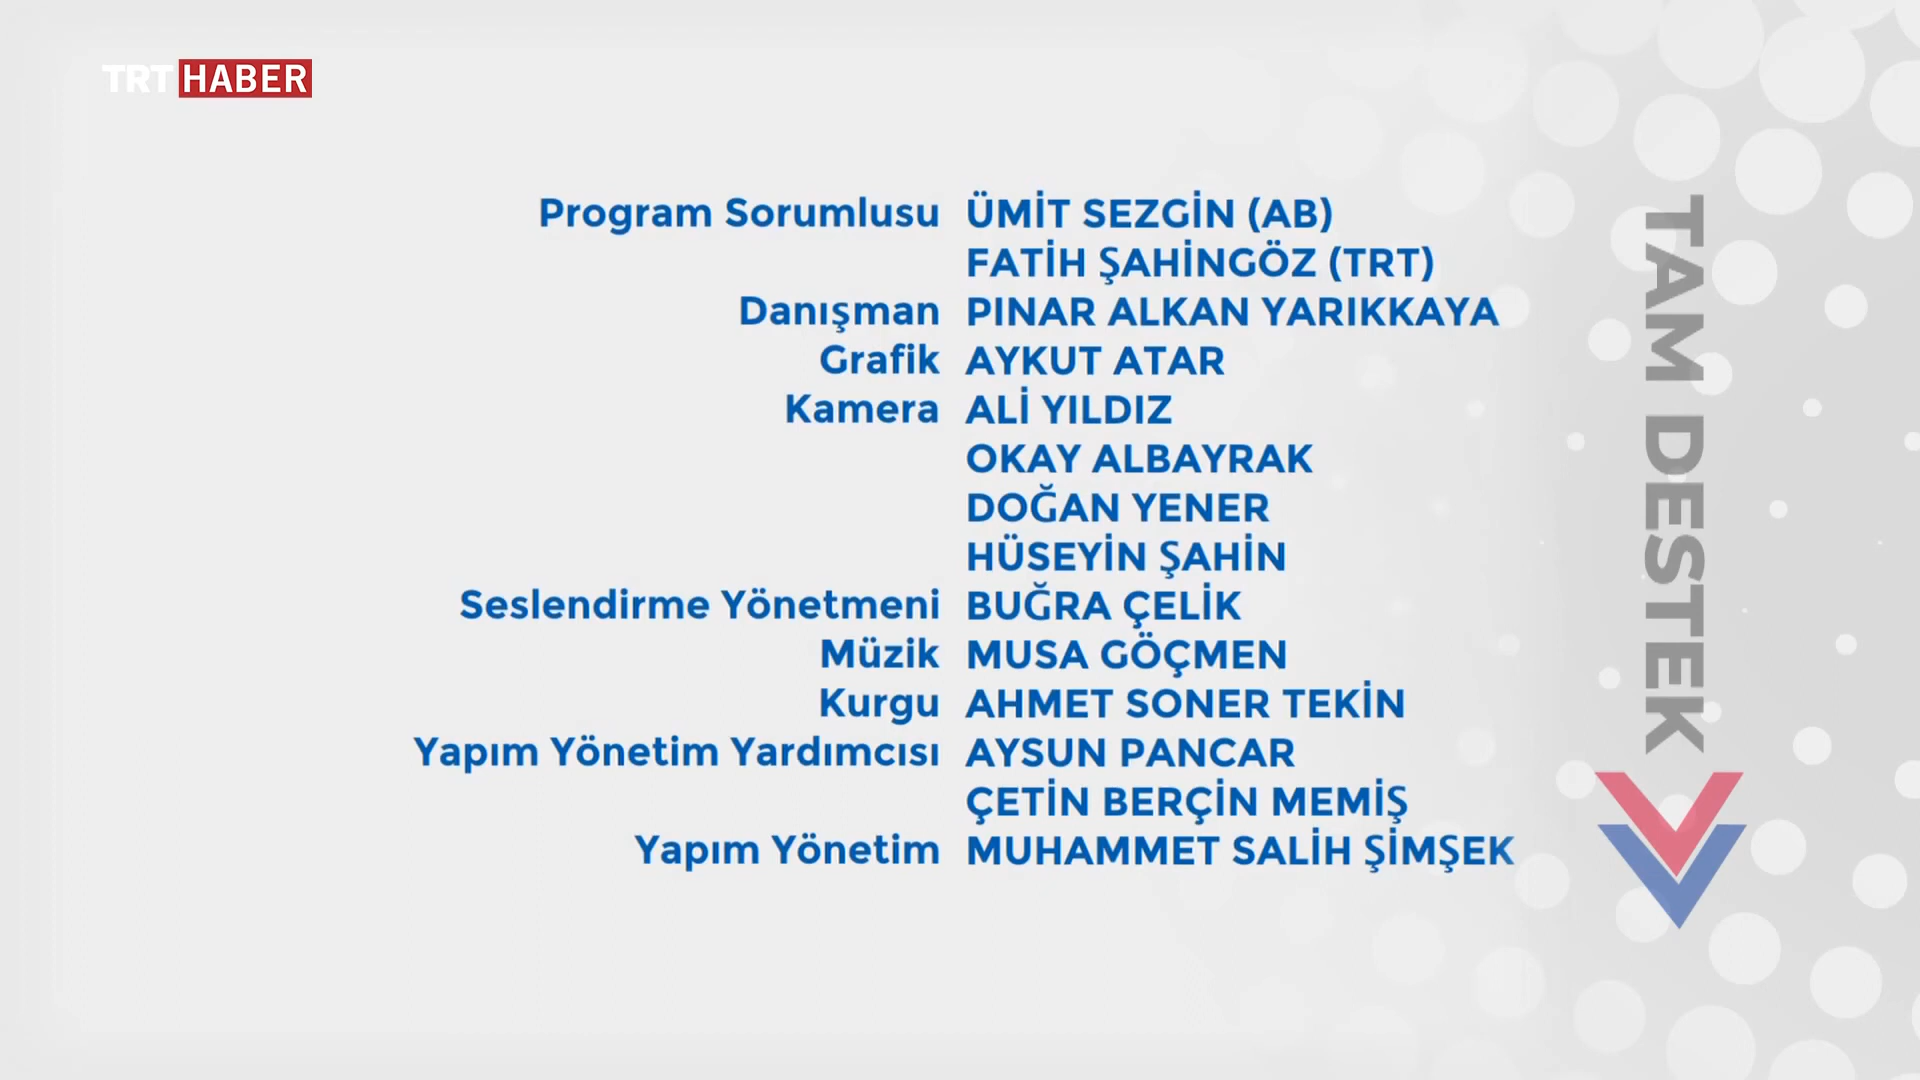 TRT HABER
Program Sorumlusu ÜMİT SEZGİN (AB)
FATİH ŞAHİNGÖZ (TRT)
Danışman PINAR ALKAN YARIKKAYA
Grafik AYKUT ATAR
Kamera ALİ YILDIZ
OKAY ALBAYRAK
DOĞAN YENER
HÜSEYİN ŞAHİN
Seslendirme Yönetmeni BUĞRA ÇELİK
Müzik MUSA GÖÇMEN
Kurgu AHMET SONER TEKİN
Yapım Yönetim Yardımcısı AYSUN PANCAR
ÇETİN BERÇİN MEMİŞ
Yapım Yönetim MUHAMMET SALİH ŞİMŞEK
TAM DESTEK